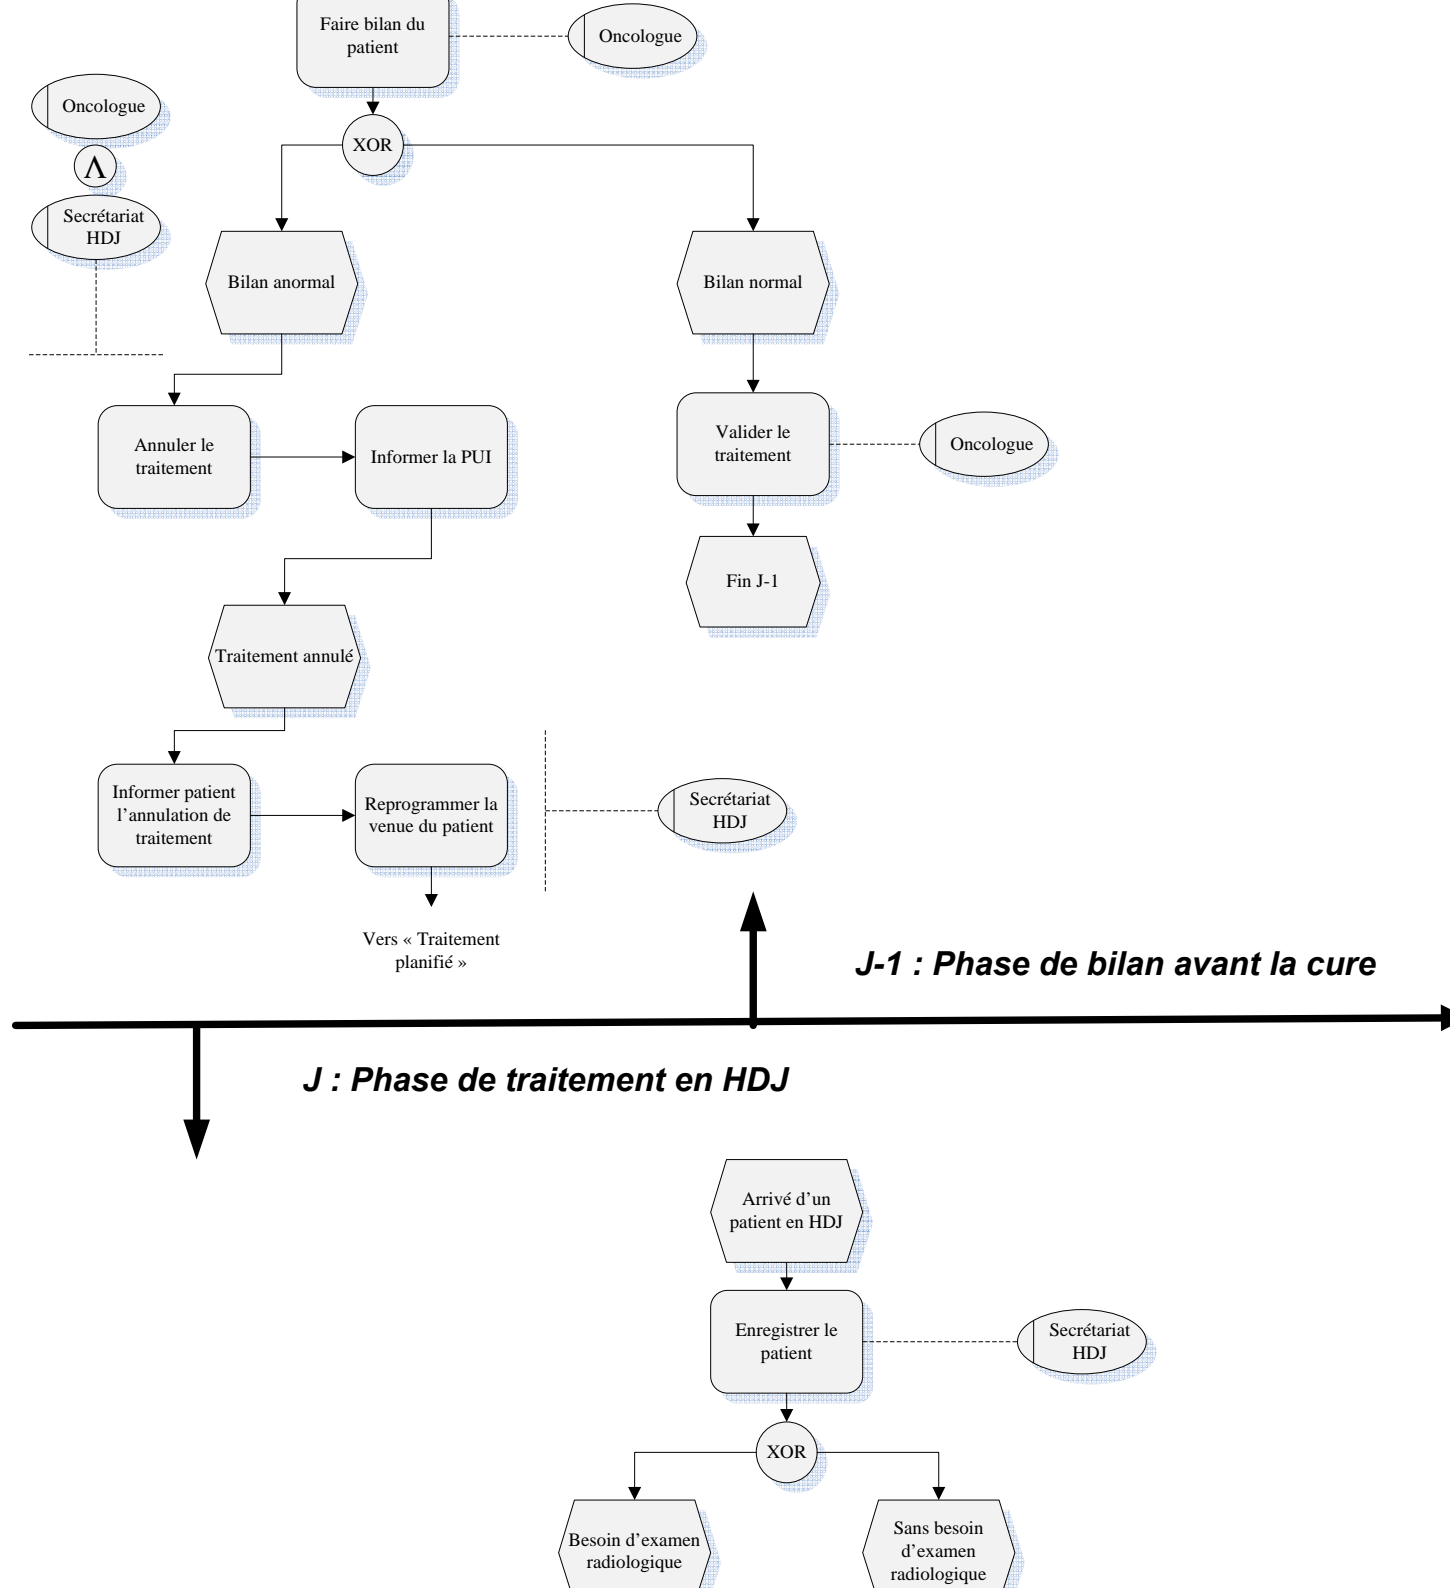 Faire bilan du
patient
Oncologue
Oncologue
XOR
Λ
Secrétariat
HDJ
Bilan anormal
Bilan normal
Annuler le
traitement
Informer la PUI
Valider le
traitement
Oncologue
Fin J-1
Traitement annulé
Informer patient
l’annulation de
traitement
Reprogrammer la
venue du patient
Secrétariat
HDJ
Vers « Traitement
planifié »
J-1 : Phase de bilan avant la cure
J : Phase de traitement en HDJ
Arrivé d’un
patient en HDJ
Enregistrer le
patient
Secrétariat
HDJ
XOR
Besoin d’examen
radiologique
Sans besoin
d’examen
radiologique